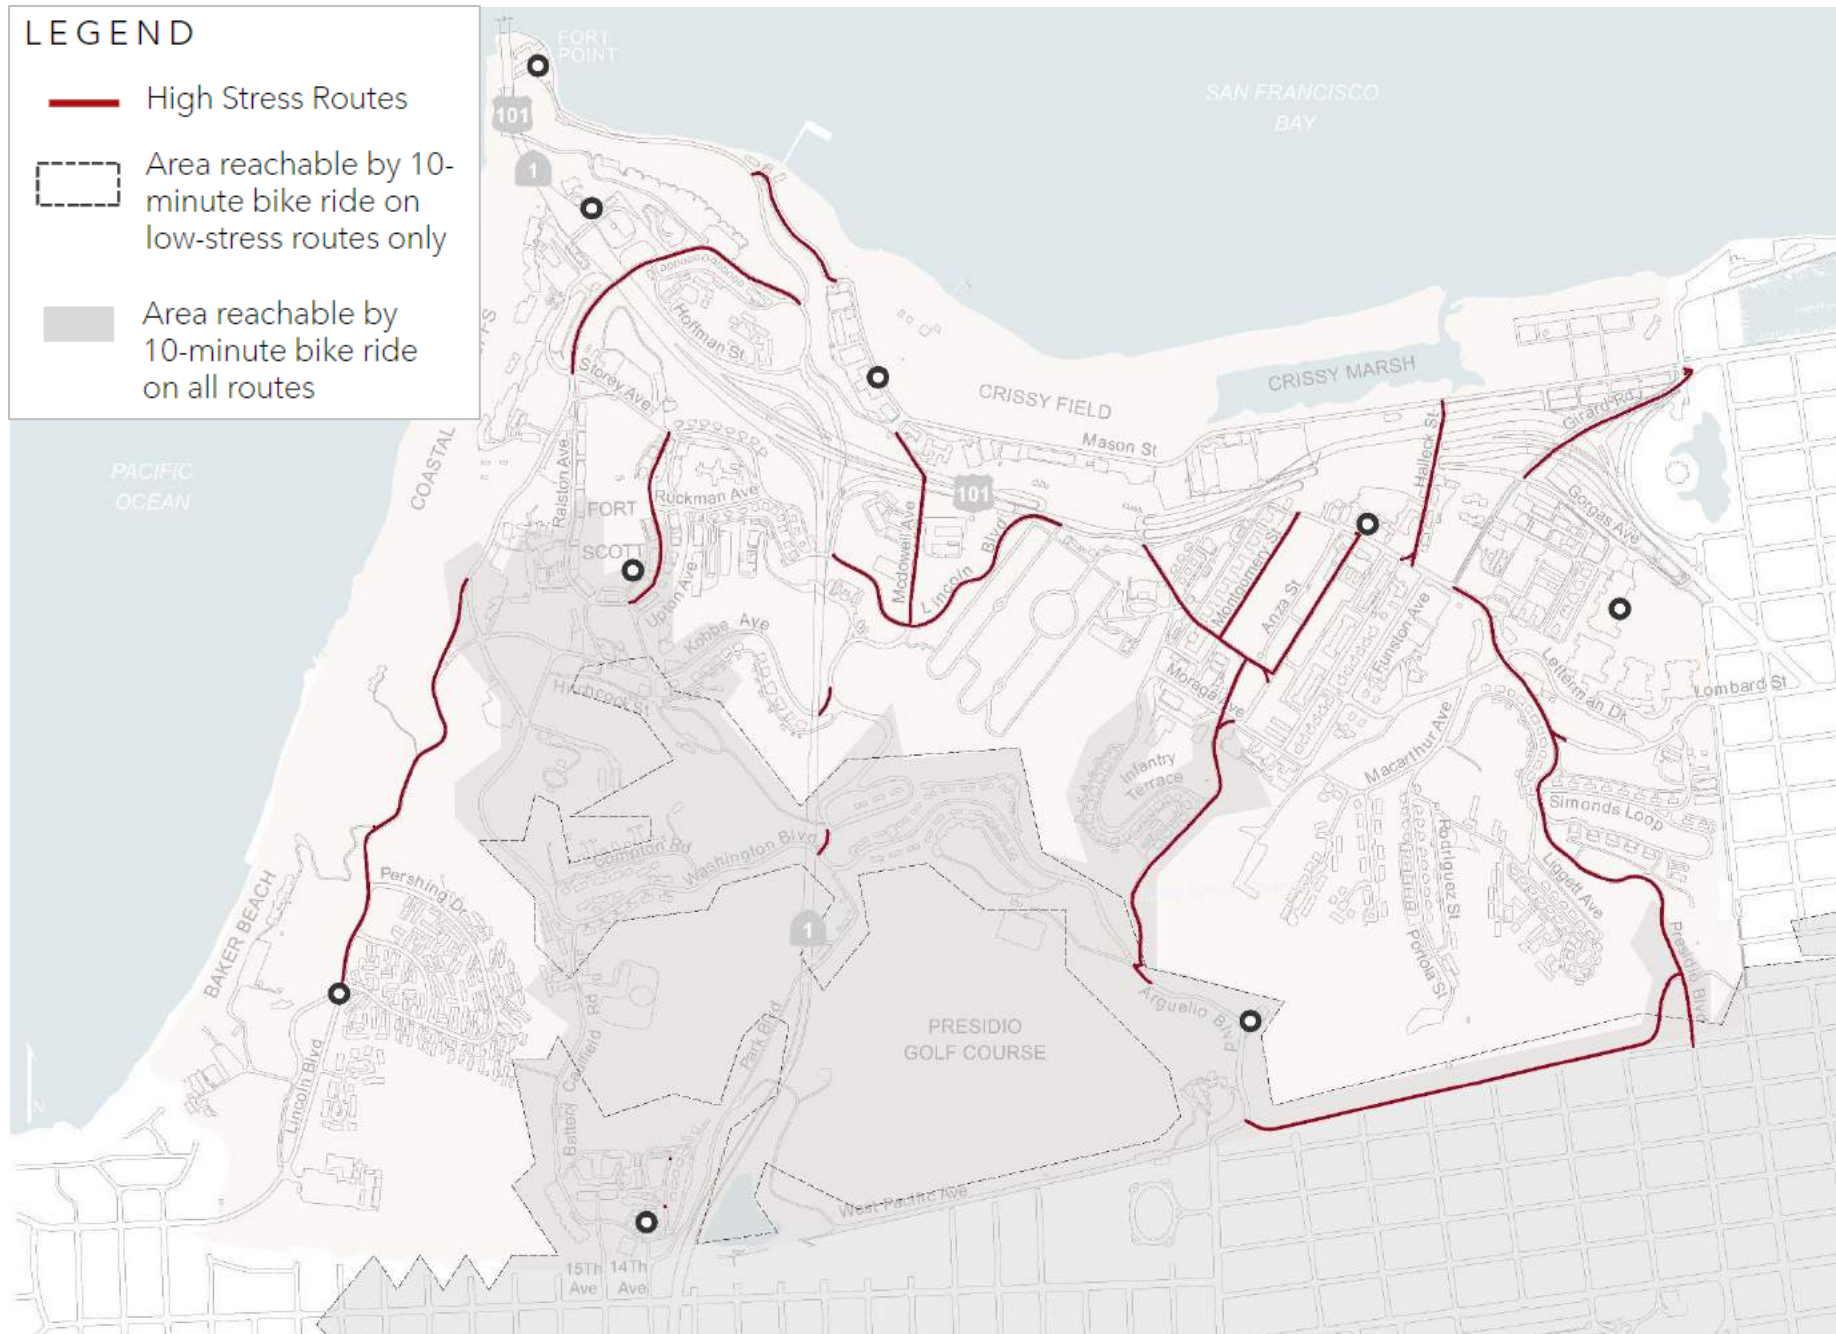 LEGEND
High Stress Routes
Area reachable by 10-
minute bike ride on
low-stress routes only
Area reachable by
10-minute bike ride
on all routes
FORT
POINT
101
1
SAN FRANCISCO
BAY
Hoffman St
Storey Ave
CRISSY FIELD
CRISSY MARSH
Mason St
Girard Rd
Halleck St
Gorgas Ave
PACIFIC
OCEAN
COASTAL
Ralston Ave
FORT
SCOTT
Ruckman Ave
Upton Ave
Kobbe Ave
101
Mcdowell Ave
Lincoln Blvd
Montgomery St
Anza St
Funston Ave
Moraga Ave
Letterman Dr
Lombard St
Hitchcock St
Infantry
Terrace
Macarthur Ave
Simonds Loop
Rodriguez St
Liggett Ave
Portola St
Presidio Blvd
Compton Rd
Washington Blvd
Pershing Dr
BAKER BEACH
1
Lincoln Blvd
Battery Caulfield Rd
Park Blvd
PRESIDIO
GOLF COURSE
Arguello Blvd
West Pacific Ave
15Th
Ave
14Th
Ave